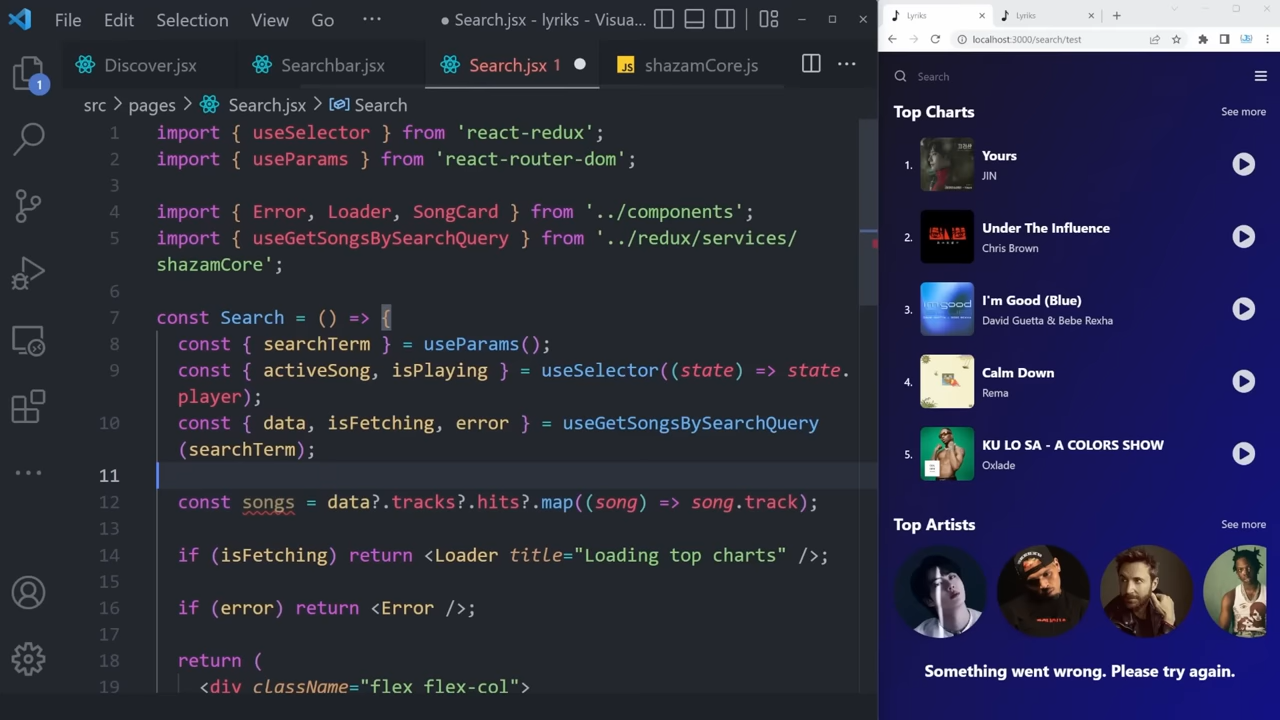 File Edit Selection View Go ··· ● Search.jsx - lyriks - Visua...
Discover.jsx Searchbar.jsx Search.jsx 1 JS shazamCore.js
1
src > pages > Search.jsx > Search
1 import { useSelector } from 'react-redux';
2 import { useParams } from 'react-router-dom';
3
4 import { Error, Loader, SongCard } from '../components';
5 import { useGetSongsBySearchQuery } from '../redux/services/
shazamCore';
6
7 const Search = () => {
8 const { searchTerm } = useParams();
9 const { activeSong, isPlaying } = useSelector((state) => state.
player);
10 const { data, isFetching, error } = useGetSongsBySearchQuery
(searchTerm);
11
12 const songs = data?.tracks?.hits?.map((song) => song.track);
13
14 if (isFetching) return <Loader title="Loading top charts" />;
15
16 if (error) return <Error />;
17
18 return (
19 <div className="flex flex-col">
Lyriks Lyriks
localhost:3000/search/test
Search
Top Charts See more
1. Yours
JIN
2. Under The Influence
Chris Brown
3. I'm Good (Blue)
David Guetta & Bebe Rexha
4. Calm Down
Rema
5. KU LO SA - A COLORS SHOW
Oxlade
Top Artists See more
Something went wrong. Please try again.